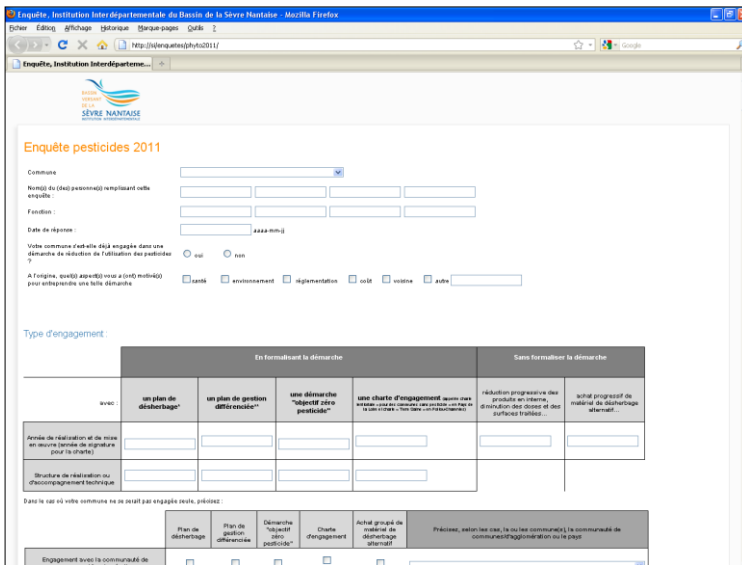 Enquête, Institution Interdépartementale du Bassin de la Sèvre Nantaise - Mozilla Firefox
Fichier Édition Affichage Historique Marque-pages Outils ?
http://sl/enquetes/phyto2011/
Google
Enquête, Institution Interdéparteme...
BASSIN
VERSANT
DE LA
SÈVRE NANTAISE
INSTITUTION INTERDÉPARTEMENTALE
Enquête pesticides 2011
Commune
Nom(s) du (des) personne(s) remplissant cette
enquête :
Fonction :
Date de réponse :
aaaa-mm-jj
Votre commune s'est-elle déjà engagée dans une
démarche de réduction de l'utilisation des pesticides
?
oui non
A l'origine, quel(s) aspect(s) vous a (ont) motivé(s)
pour entreprendre une telle démarche
santé environnement réglementation coût voisine autre
Type d'engagement :
En formalisant la démarche
Sans formaliser la démarche
avec :
un plan de
désherbage*
un plan de gestion
différenciée**
une démarche
"objectif zéro
pesticide"
une charte d'engagement
réduction progressive des
produits en interne,
diminution des doses et des
surfaces traitées...
achat progressif de
matériel de désherbage
alternatif...
Année de réalisation et de mise
en œuvre (année de signature
pour la charte)
Structure de réalisation ou
d'accompagnement technique
Dans le cas où votre commune ne se serait pas engagée seule, précisez :
Plan de
désherbage
Plan de
gestion
différenciée
Démarche
"objectif
zéro
pesticide"
Charte
d'engagement
Achat groupé de
matériel de
désherbage
alternatif
Précisez, selon les cas, la ou les commune(s), la communauté de
communes/d'agglomération ou le pays
Engagement avec la communauté de